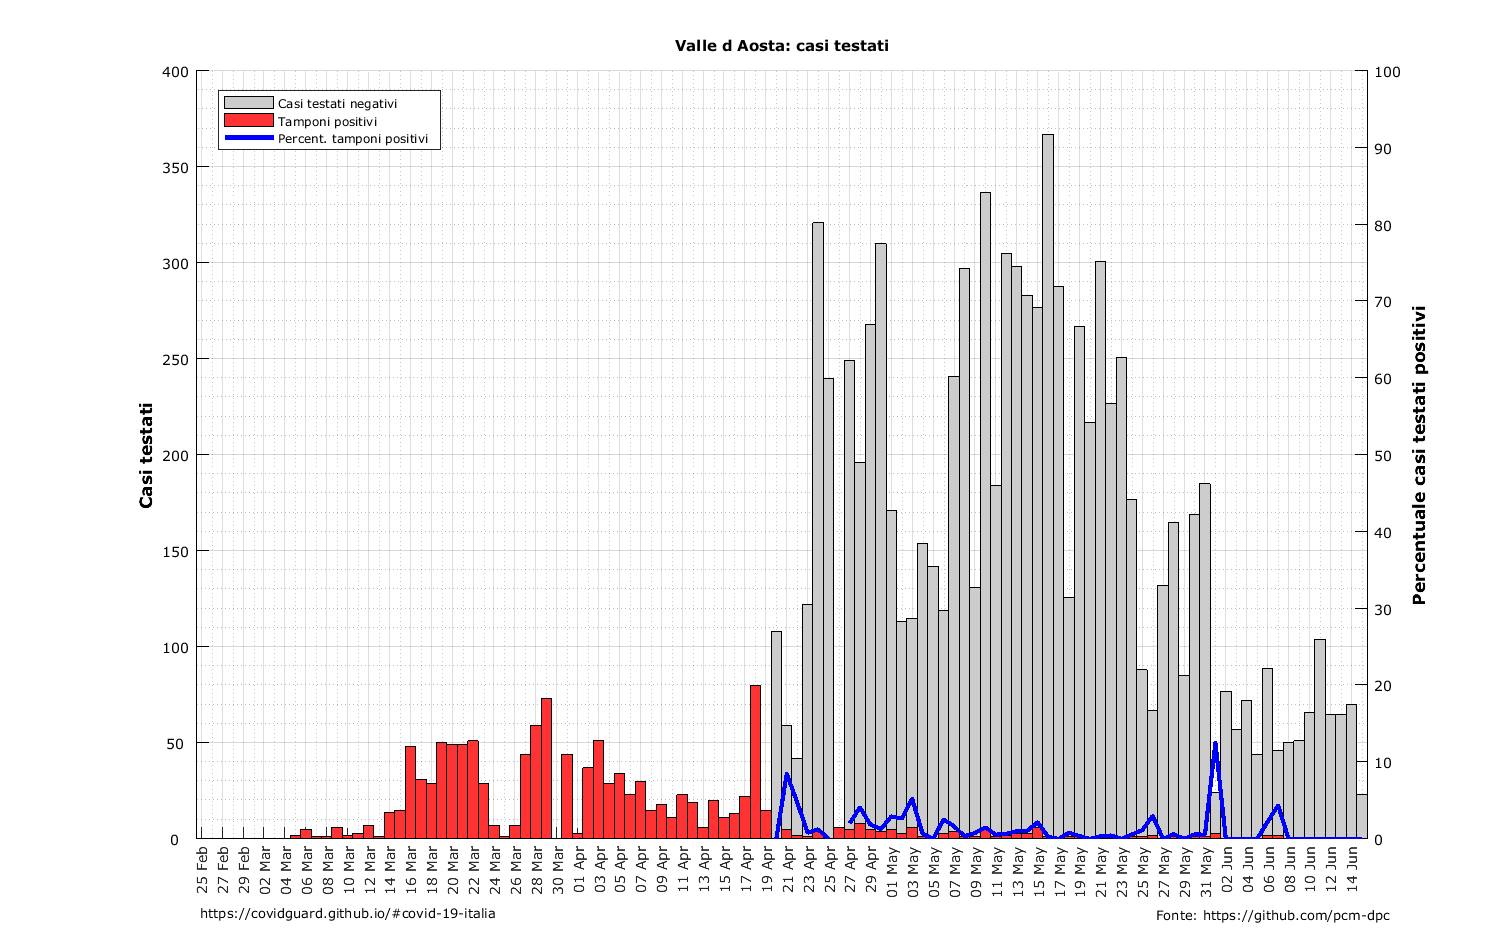 Valle d Aosta: casi testati
Casi testati negativi
Tamponi positivi
Percent. tamponi positivi
Casi testati
400
350
300
250
200
150
100
50
0
100
90
80
70
60
50
40
30
20
10
0
Percentuale casi testati positivi
25 Feb
27 Feb
29 Feb
02 Mar
04 Mar
06 Mar
08 Mar
10 Mar
12 Mar
14 Mar
16 Mar
18 Mar
20 Mar
22 Mar
24 Mar
26 Mar
28 Mar
30 Mar
01 Apr
03 Apr
05 Apr
07 Apr
09 Apr
11 Apr
13 Apr
15 Apr
17 Apr
19 Apr
21 Apr
23 Apr
25 Apr
27 Apr
29 Apr
01 May
03 May
05 May
07 May
09 May
11 May
13 May
15 May
17 May
19 May
21 May
23 May
25 May
27 May
29 May
31 May
02 Jun
04 Jun
06 Jun
08 Jun
10 Jun
12 Jun
14 Jun
https://covidguard.github.io/#covid-19-italia
Fonte: https://github.com/pcm-dpc